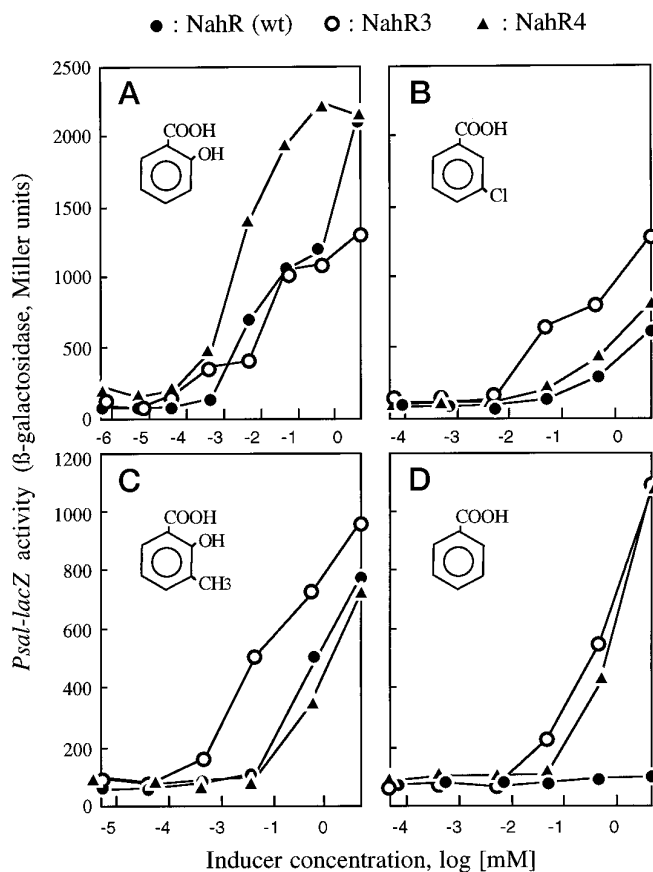 ● : NahR (wt) O : NahR3 ▲ : NahR4
2500
2000
1500
1000
500
0
A
COOH
OH
-6 -5 -4 -3 -2 -1 0
B
COOH
Cl
-4 -3 -2 -1 0
1200
1000
800
600
400
200
0
C
COOH
OH
CH3
-5 -4 -3 -2 -1 0
D
COOH
-4 -3 -2 -1 0
Psal-lacZ activity (ß-galactosidase, Miller units)
Inducer concentration, log [mM]